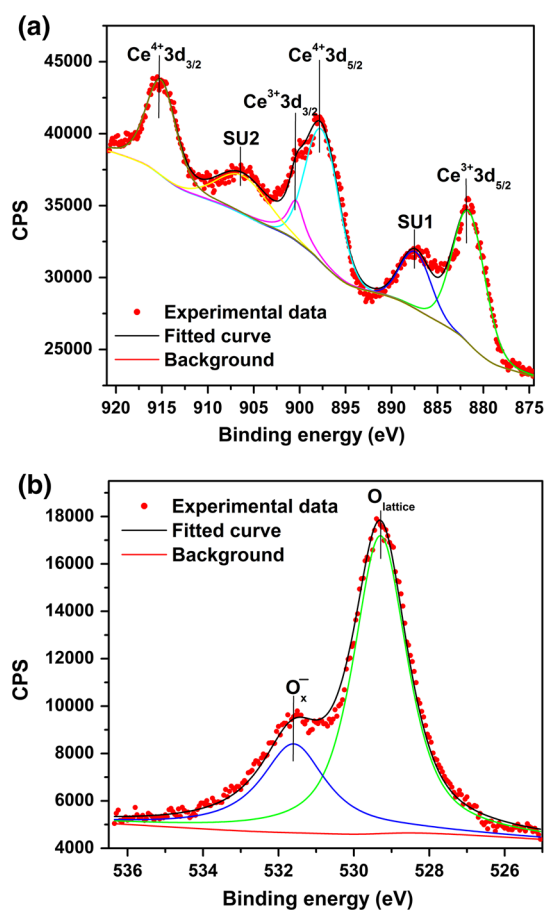 (a)
Ce4+3d3/2
Ce4+3d5/2
Ce3+3d3/2
SU2
Ce3+3d5/2
SU1
45000
40000
35000
30000
25000
CPS
Experimental data
Fitted curve
Background
920 915 910 905 900 895 890 885 880 875
Binding energy (eV)
(b)
Experimental data
Fitted curve
Background
Olattice
Ox−
18000
16000
14000
12000
10000
8000
6000
4000
CPS
536 534 532 530 528 526
Binding energy (eV)